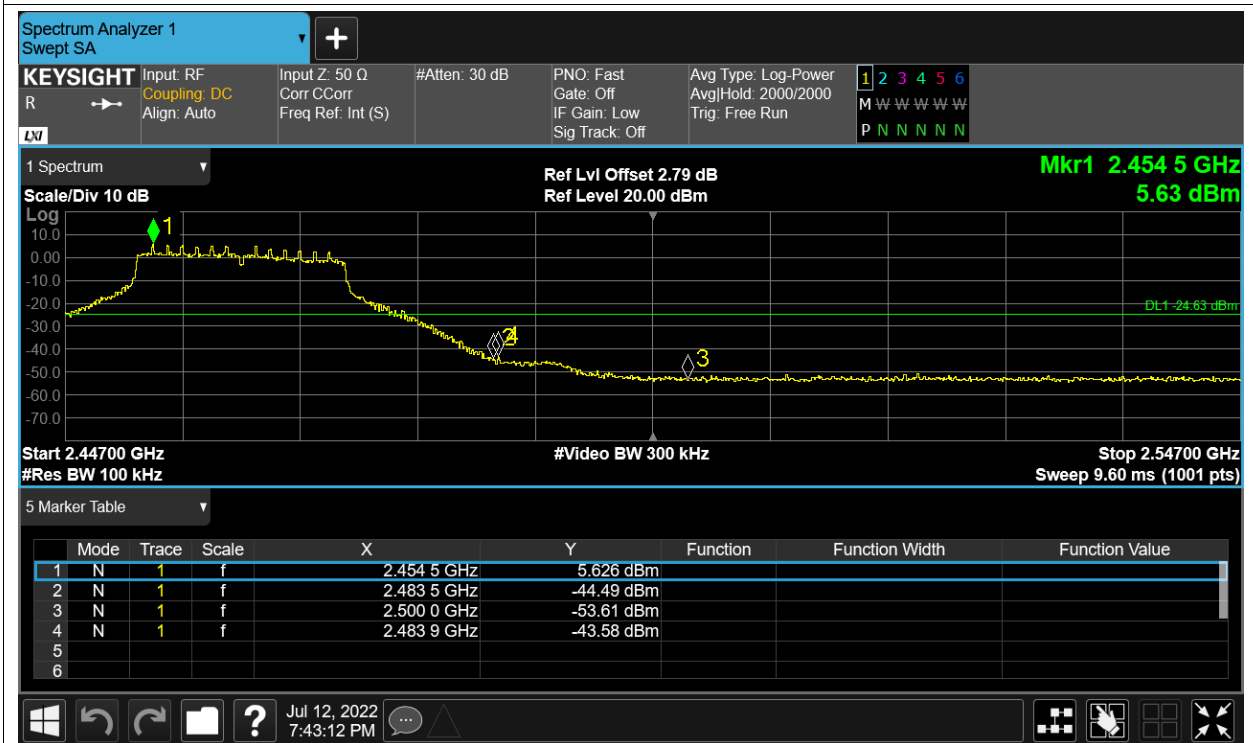 Spectrum Analyzer 1
Swept SA
+
KEYSIGHT
R
LXI
Input: RF
Coupling: DC
Align: Auto
Input Z: 50 Ω
Corr CCorr
Freq Ref: Int (S)
#Atten: 30 dB
PNO: Fast
Gate: Off
IF Gain: Low
Sig Track: Off
Avg Type: Log-Power
Avg|Hold: 2000/2000
Trig: Free Run
1 2 3 4 5 6
M W W W W W
P N N N N N
1 Spectrum
Scale/Div 10 dB
Ref Lvl Offset 2.79 dB
Ref Level 20.00 dBm
Mkr1 2.454 5 GHz
5.63 dBm
Log
10.0
0.00
-10.0
-20.0
-30.0
-40.0
-50.0
-60.0
-70.0
1
DL1 -24.63 dBm
3
Start 2.44700 GHz
#Res BW 100 kHz
#Video BW 300 kHz
Stop 2.54700 GHz
Sweep 9.60 ms (1001 pts)
5 Marker Table
Mode Trace Scale X Y Function Function Width Function Value
1 N 1 f 2.454 5 GHz 5.626 dBm
2 N 1 f 2.483 5 GHz -44.49 dBm
3 N 1 f 2.500 0 GHz -53.61 dBm
4 N 1 f 2.483 9 GHz -43.58 dBm
5
6
?
Jul 12, 2022
7:43:12 PM